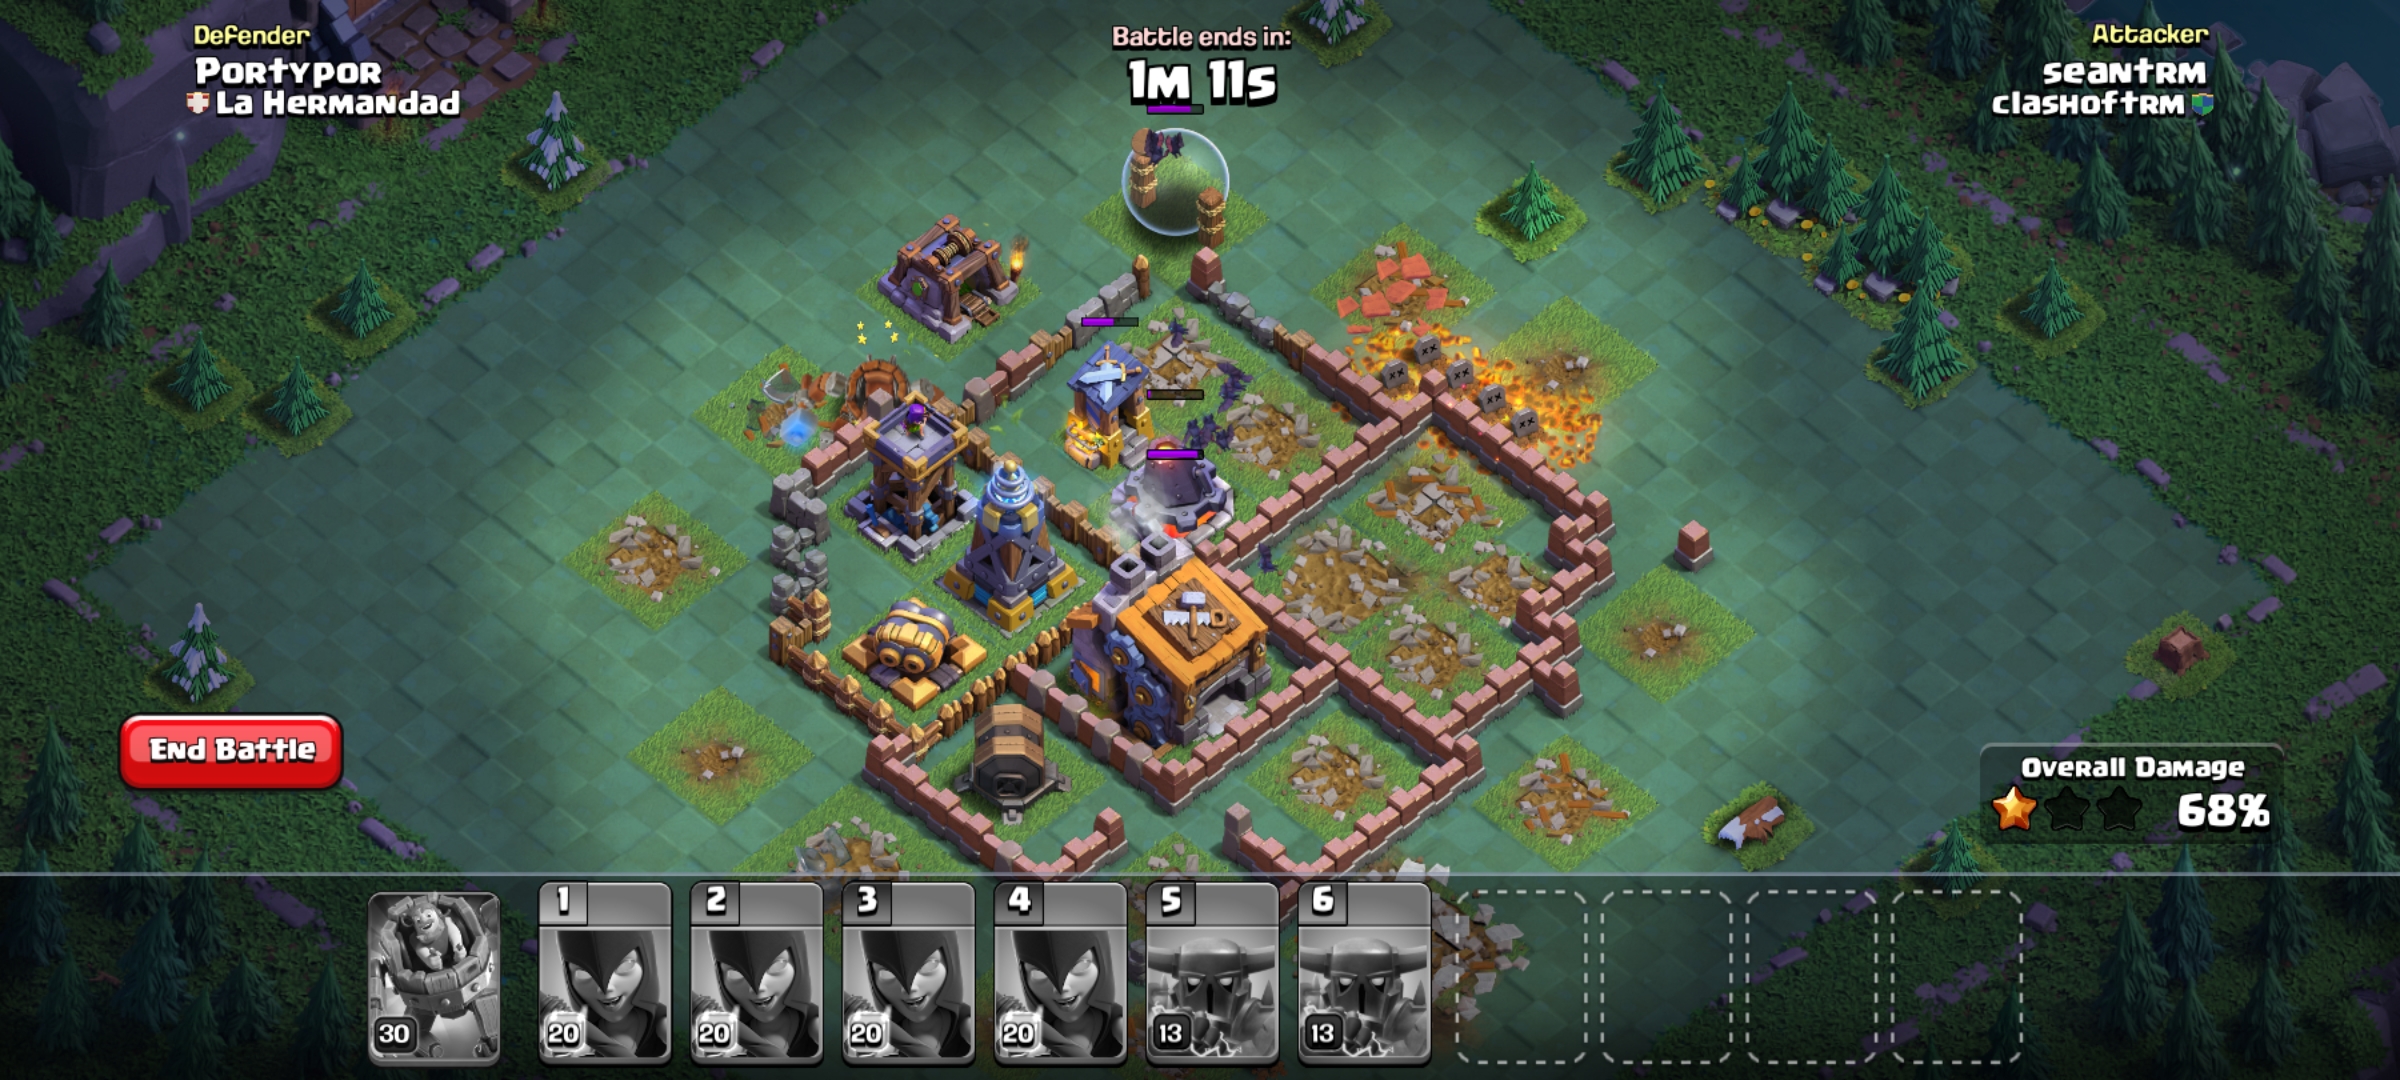 Defender
Portypor
La Hermandad
Battle ends in:
1m 11s
Attacker
seantrm
clashoftrm
End Battle
Overall Damage
68%
30
1
20
2
20
3
20
4
20
5
13
6
13